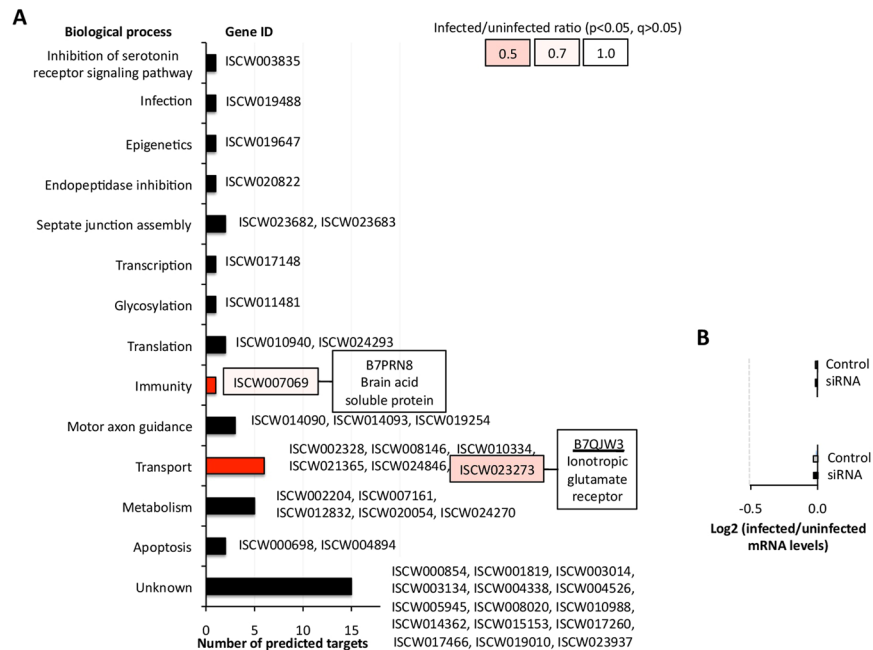 A
Biological process
Gene ID
Infected/uninfected ratio (p<0.05, q>0.05)
0.5 0.7 1.0
Inhibition of serotonin
receptor signaling pathway
ISCW003835
Infection
ISCW019488
Epigenetics
ISCW019647
Endopeptidase inhibition
ISCW020822
Septate junction assembly
ISCW023682, ISCW023683
Transcription
ISCW017148
Glycosylation
ISCW011481
Translation
ISCW010940, ISCW024293
Immunity
ISCW007069
B7PRN8
Brain acid
soluble protein
Motor axon guidance
ISCW014090, ISCW014093, ISCW019254
Transport
ISCW002328, ISCW008146, ISCW010334,
ISCW021365, ISCW024846,
ISCW023273
B7QJW3
Ionotropic
glutamate
receptor
Metabolism
ISCW002204, ISCW007161,
ISCW012832, ISCW020054, ISCW024270
Apoptosis
ISCW000698, ISCW004894
Unknown
ISCW000854, ISCW001819, ISCW003014,
ISCW003134, ISCW004338, ISCW004526,
ISCW005945, ISCW008020, ISCW010988,
ISCW014362, ISCW015153, ISCW017260,
ISCW017466, ISCW019010, ISCW023937
0 5 10 15
Number of predicted targets
B
Control
siRNA
Control
siRNA
-0.5 0.0
Log2 (infected/uninfected
mRNA levels)